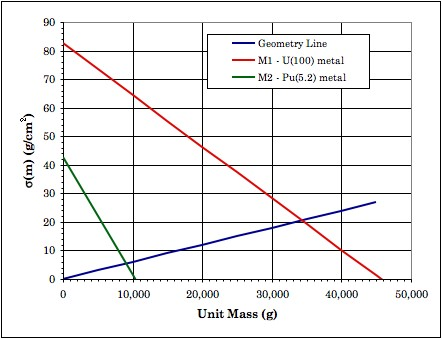 90
80
70
60
50
40
30
20
10
0
σ(m) (g/cm²)
Geometry Line
M1 - U(100) metal
M2 - Pu(5.2) metal
0 10,000 20,000 30,000 40,000 50,000
Unit Mass (g)